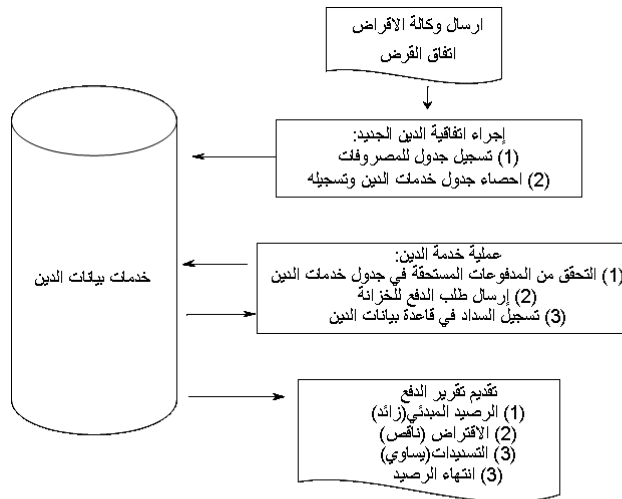 ارسال وكالة الاقراض
اتفاق القرض
إجراء اتفاقية الدين الجديد:
(1) تسجيل جدول للمصروفات
(2) احصاء جدول خدمات الدين وتسجيله
خدمات بيانات الدين
عملية خدمة الدين:
(1) التحقق من المدفوعات المستحقة في جدول خدمات الدين
(2) إرسال طلب الدفع للخزانة
(3) تسجيل السداد في قاعدة بيانات الدين
تقديم تقرير الدفع
(1) الرصيد المبدئي(زائد)
(2) الاقتراض (ناقص)
(3) التسديدات(يساوي)
(3) انتهاء الرصيد